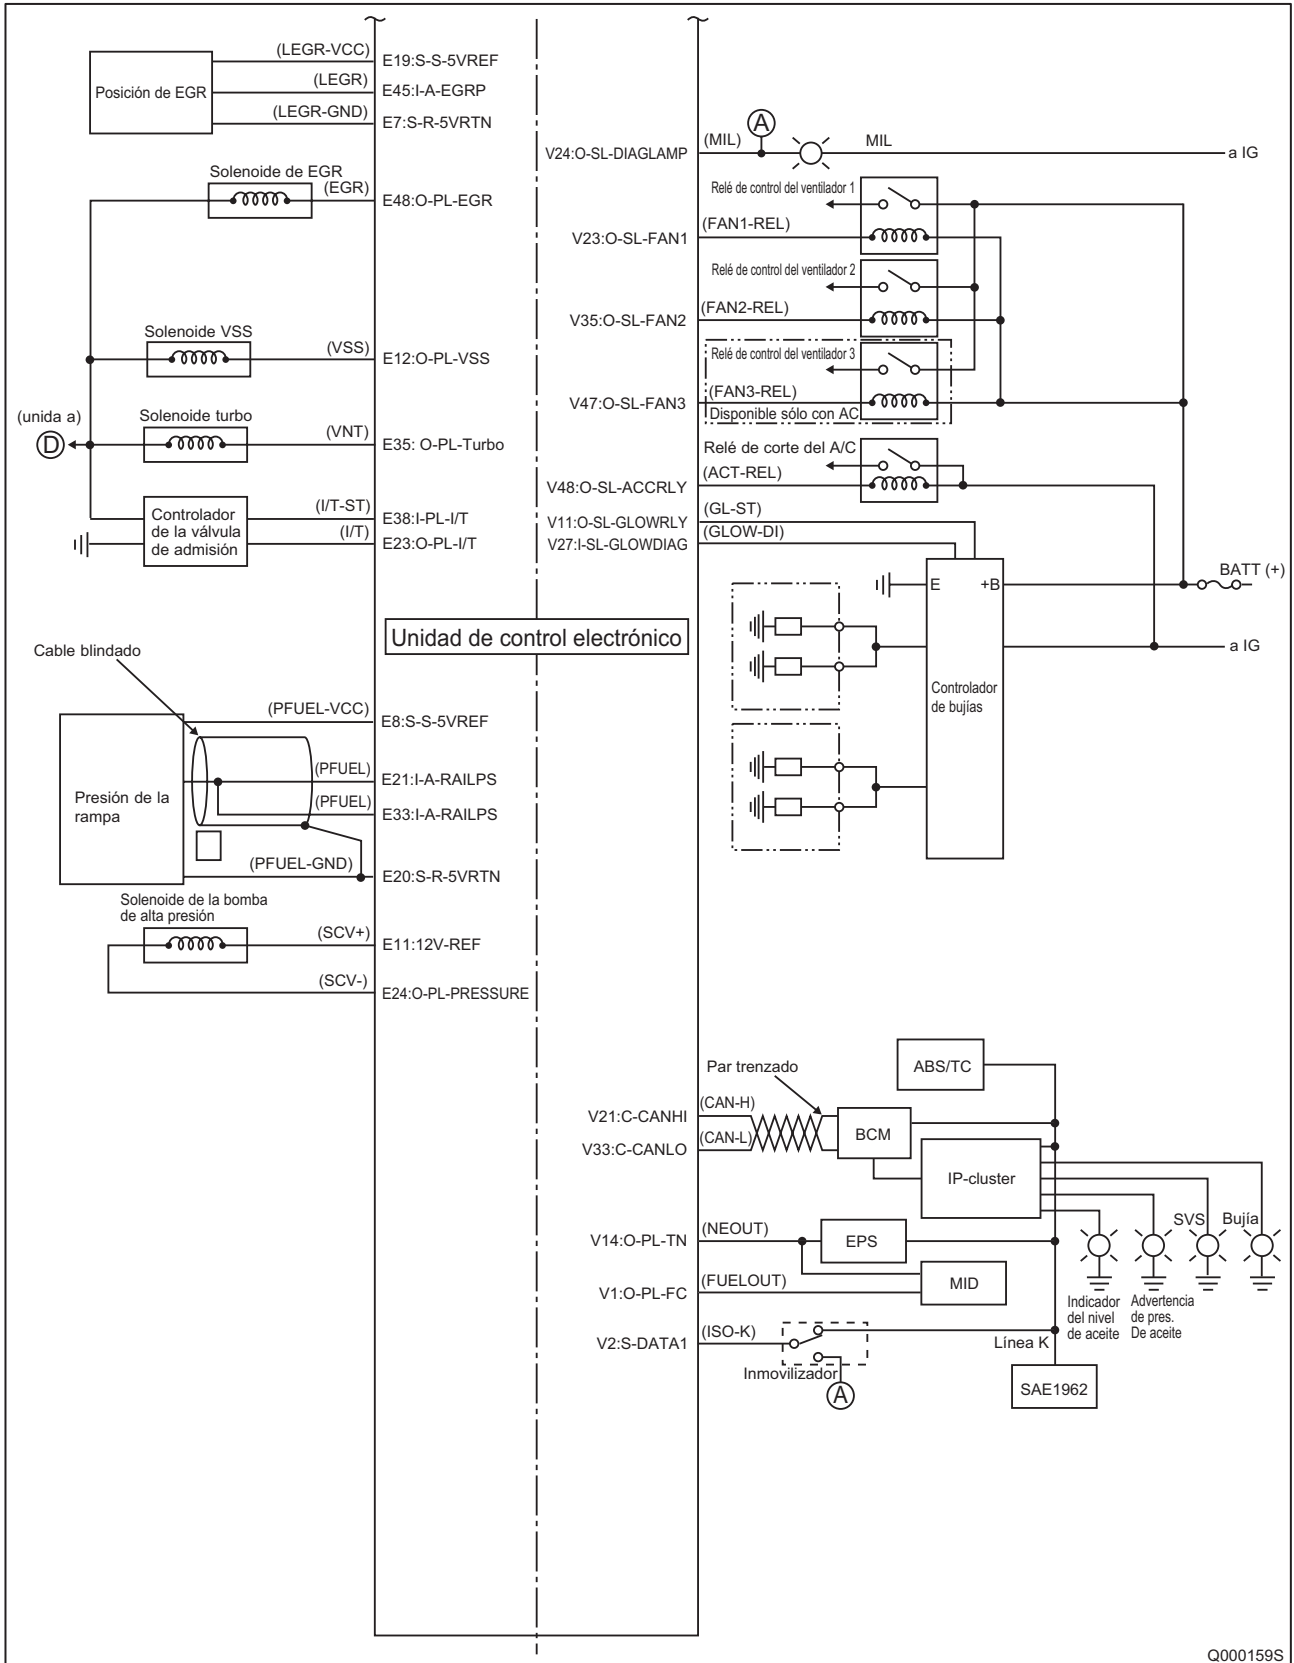 (LEGR-VCC)
E19:S-S-5VREF
Posición de EGR
(LEGR)
E45:I-A-EGRP
(LEGR-GND)
E7:S-R-5VRTN
Solenoide de EGR
(EGR)
E48:O-PL-EGR
Solenoide VSS
(VSS)
E12:O-PL-VSS
(unida a)
D
Solenoide turbo
(VNT)
E35: O-PL-Turbo
Controlador
de la válvula
de admisión
(I/T-ST)
E38:I-PL-I/T
(I/T)
E23:O-PL-I/T
Unidad de control electrónico
Cable blindado
(PFUEL-VCC)
E8:S-S-5VREF
Presión de la
rampa
(PFUEL)
E21:I-A-RAILPS
(PFUEL)
E33:I-A-RAILPS
(PFUEL-GND)
E20:S-R-5VRTN
Solenoide de la bomba
de alta presión
(SCV+)
E11:12V-REF
(SCV-)
E24:O-PL-PRESSURE
A
V24:O-SL-DIAGLAMP
(MIL)
MIL
a IG
Relé de control del ventilador 1
V23:O-SL-FAN1
(FAN1-REL)
Relé de control del ventilador 2
V35:O-SL-FAN2
(FAN2-REL)
Relé de control del ventilador 3
V47:O-SL-FAN3
(FAN3-REL)
Disponible sólo con AC
Relé de corte del A/C
V48:O-SL-ACCRLY
(ACT-REL)
V11:O-SL-GLOWRLY
(GL-ST)
V27:I-SL-GLOWDIAG
(GLOW-DI)
E
+B
BATT (+)
a IG
Controlador
de bujías
Par trenzado
ABS/TC
V21:C-CANHI
(CAN-H)
V33:C-CANLO
(CAN-L)
BCM
IP-cluster
SVS
Bujía
V14:O-PL-TN
(NEOUT)
EPS
V1:O-PL-FC
(FUELOUT)
MID
Indicador
del nivel
de aceite
Advertencia
de pres.
De aceite
V2:S-DATA1
(ISO-K)
Línea K
Inmovilizador
A
SAE1962
Q000159S